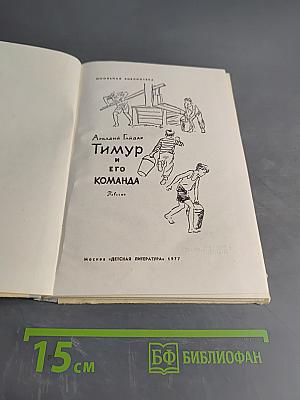 ШКОЛЬНАЯ БИБЛИОТЕКА
Аркадий Гайдар
Тимур
и
его
команда
Повесть
Москва «ДЕТСКАЯ ЛИТЕРАТУРА» 1977
15 см
БФ БИБЛИОФАН